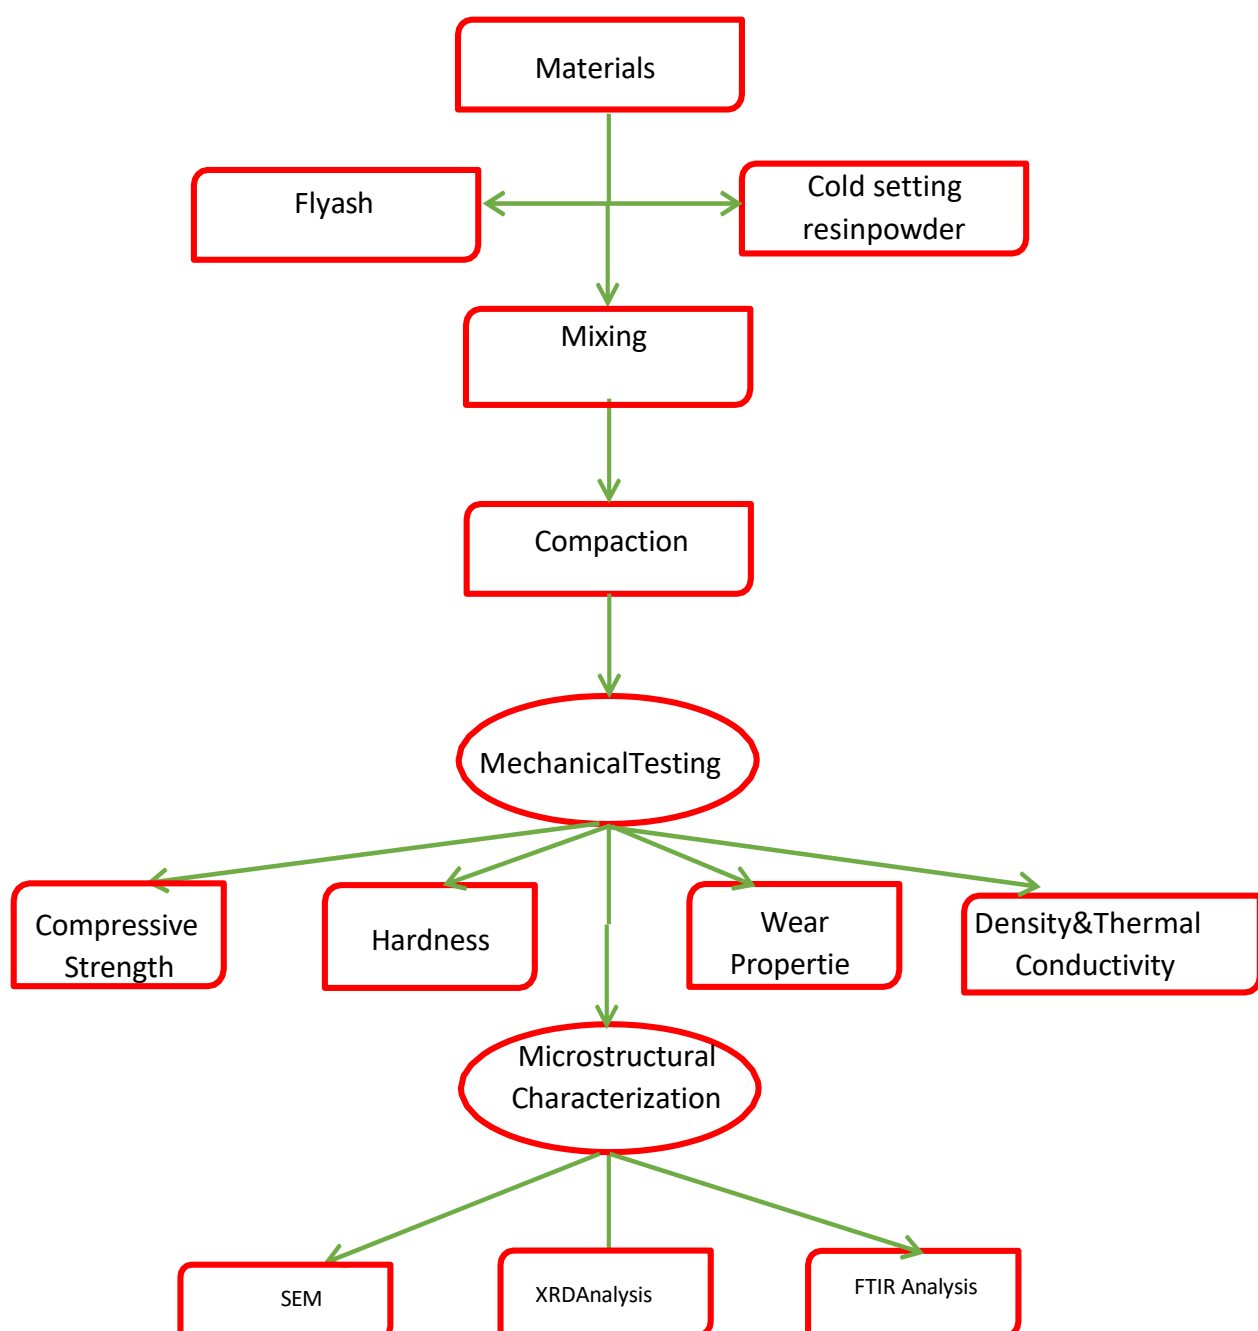 Materials
Flyash
Cold setting
resinpowder
Mixing
Compaction
MechanicalTesting
Compressive
Strength
Hardness
Wear
Propertie
Density&Thermal
Conductivity
Microstructural
Characterization
SEM
XRDAnalysis
FTIR Analysis